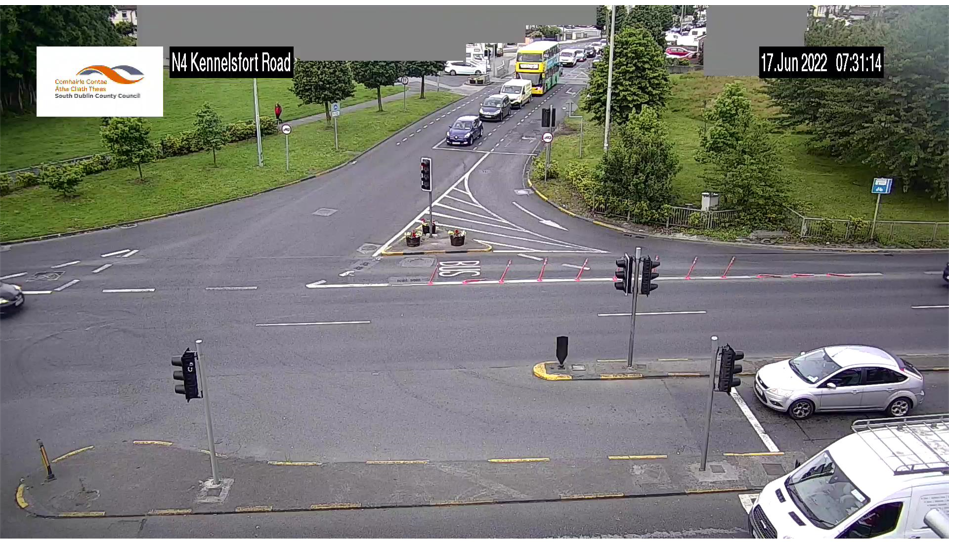 N4 Kennelsfort Road
17.Jun 2022 07:31:14
Comhairle Contae
Átha Cliath Theas
South Dublin County Council
BUS